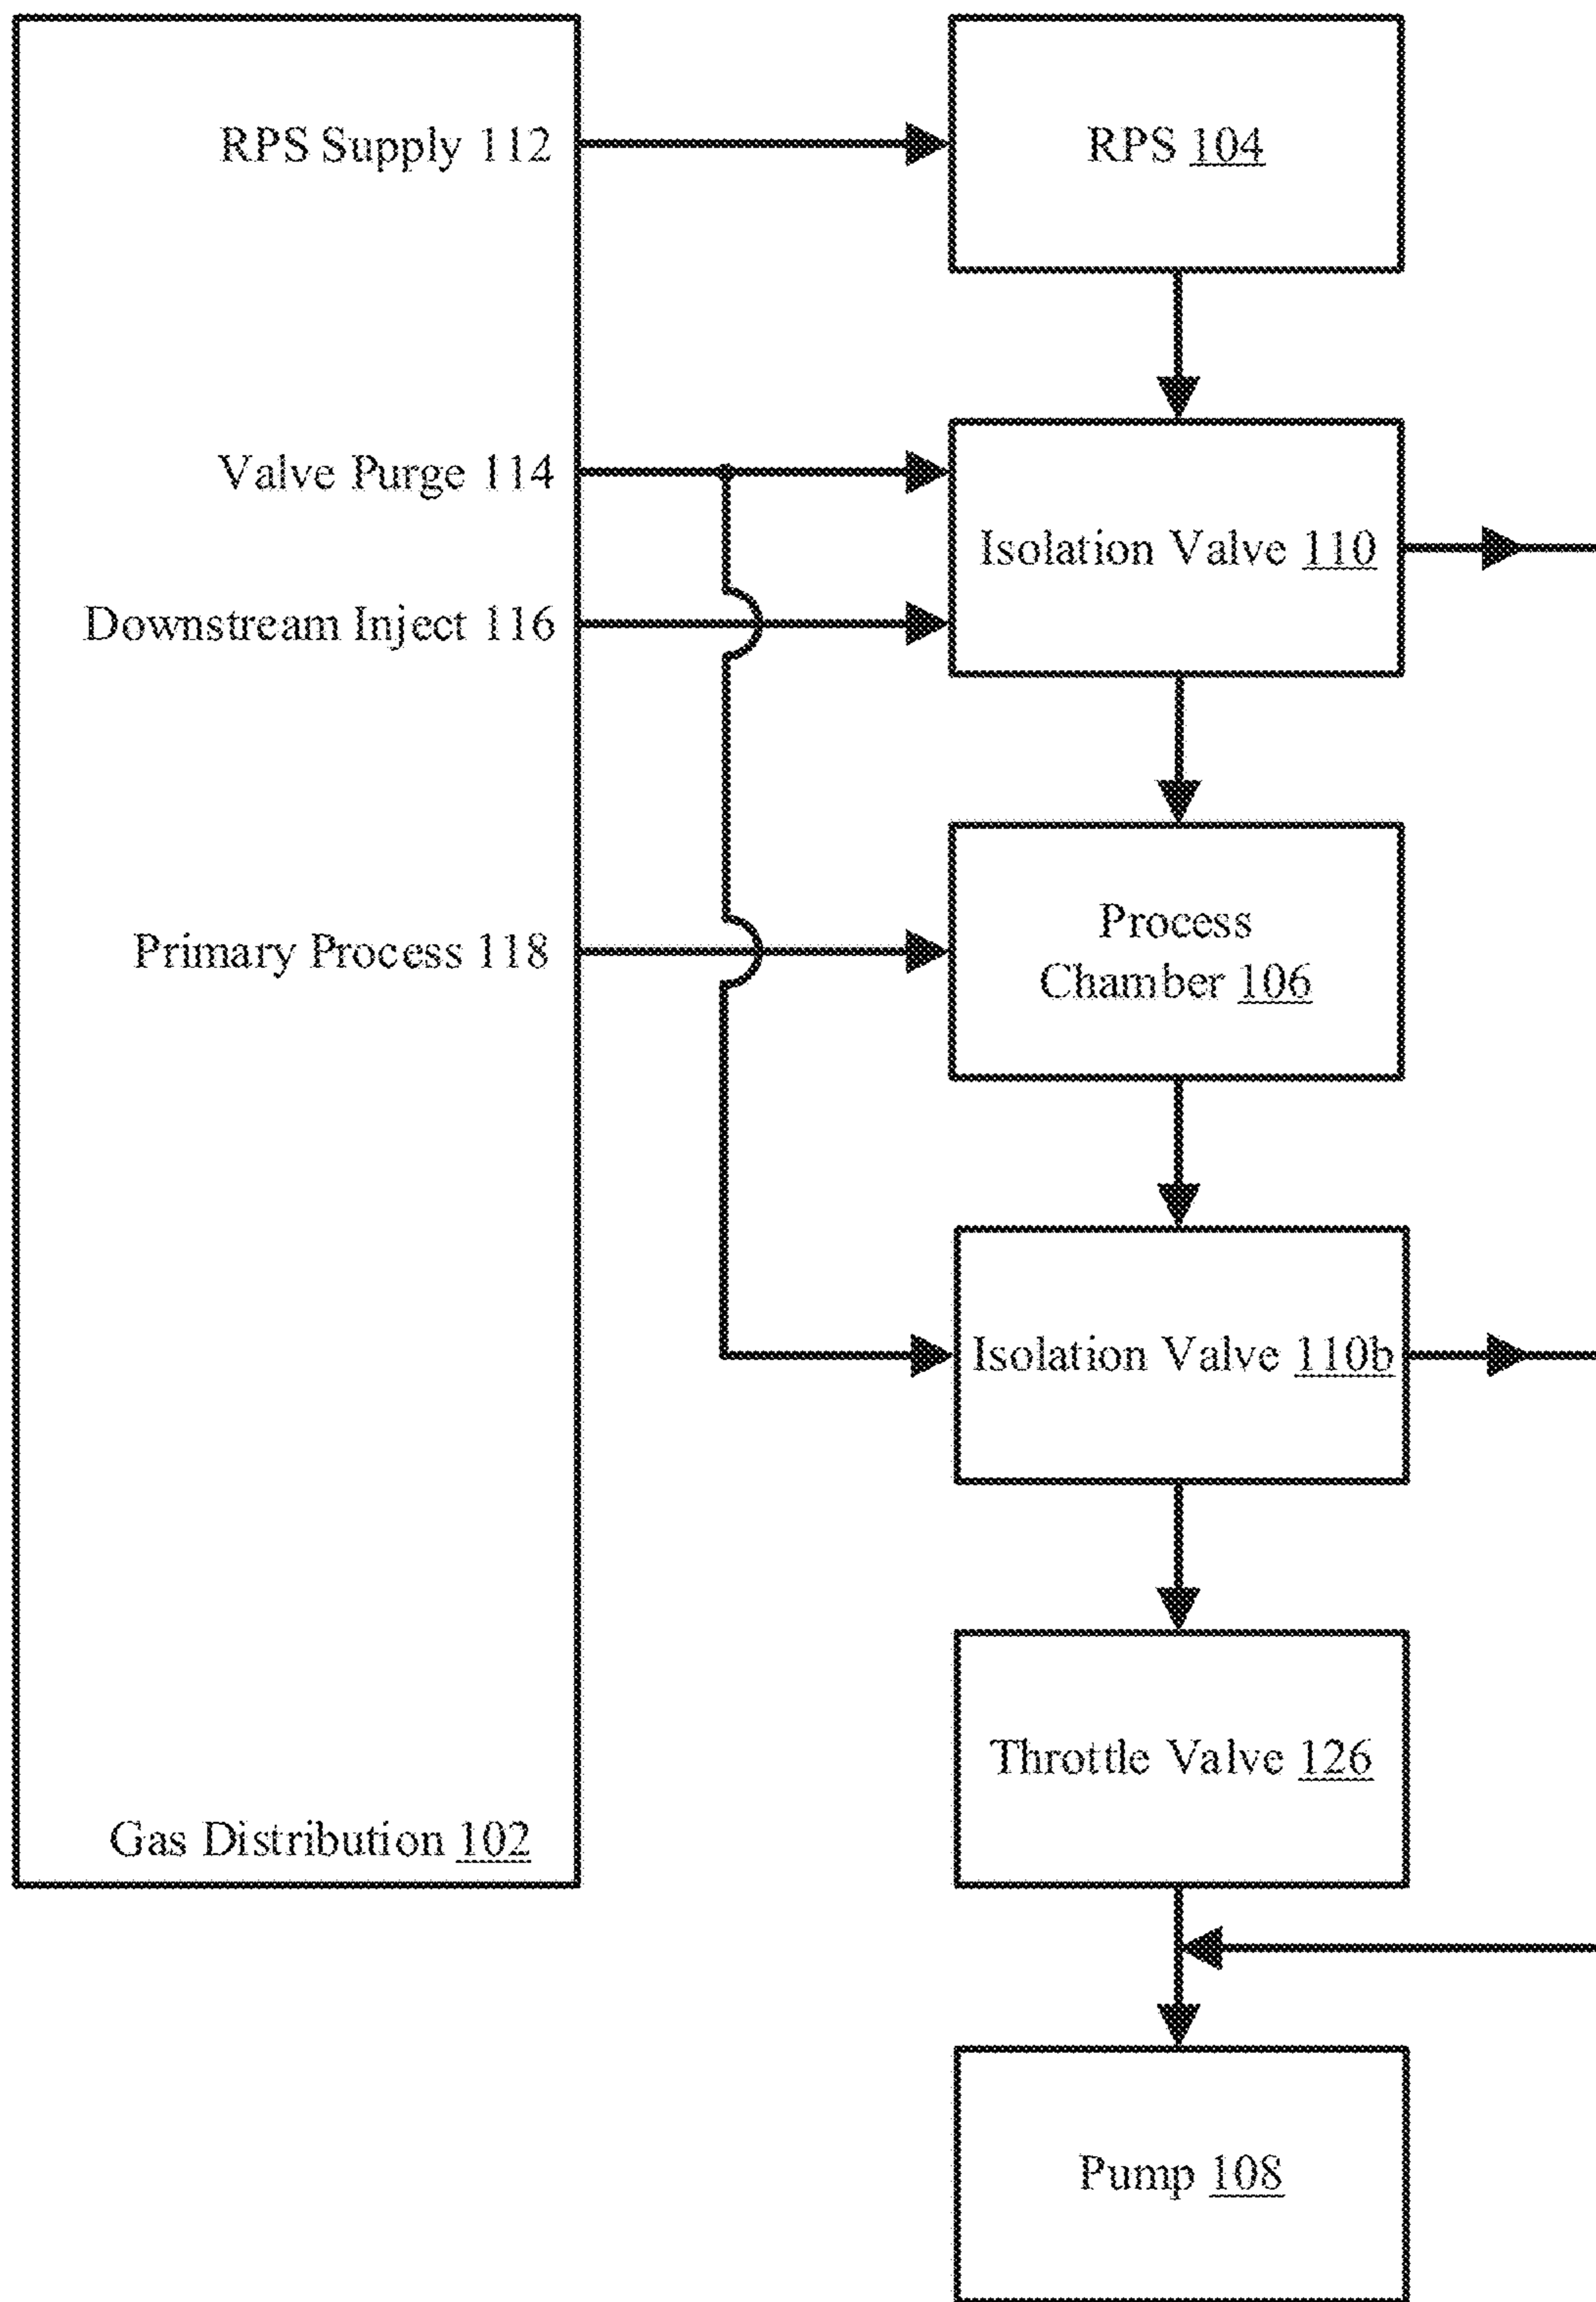 RPS Supply 112
RPS 104
Valve Purge 114
Isolation Valve 110
Downstream Inject 116
Primary Process 118
Process
Chamber 106
Isolation Valve 110b
Throttle Valve 126
Gas Distribution 102
Pump 108